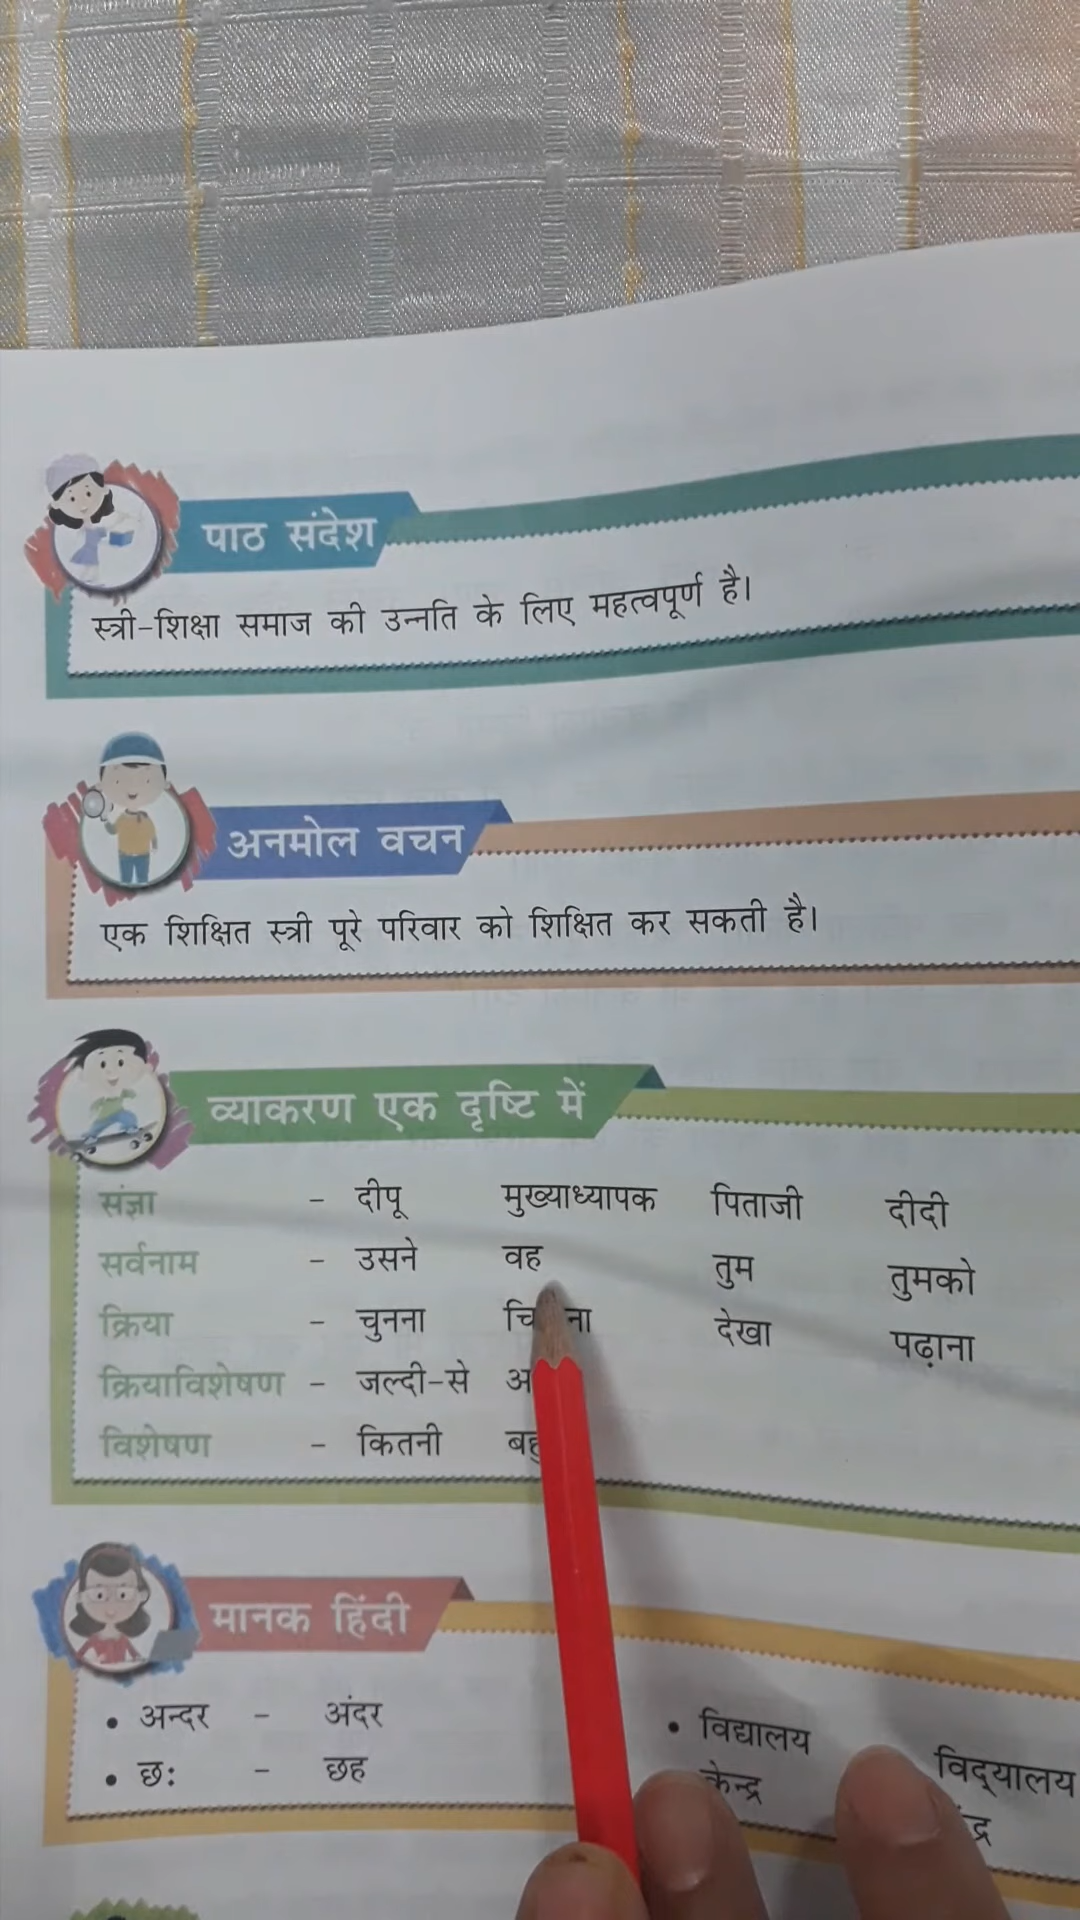 पाठ संदेश
स्त्री-शिक्षा समाज की उन्नति के लिए महत्वपूर्ण है।
अनमोल वचन
एक शिक्षित स्त्री पूरे परिवार को शिक्षित कर सकती है।
व्याकरण एक दृष्टि में
संज्ञा - दीपू मुख्याध्यापक पिताजी दीदी
सर्वनाम - उसने वह तुम तुमको
क्रिया - चुनना देखा पढ़ाना
क्रियाविशेषण - जल्दी-से
विशेषण - कितनी
मानक हिंदी
• अन्दर - अंदर • विद्यालय विद्‌यालय
• छः - छह केन्द्र